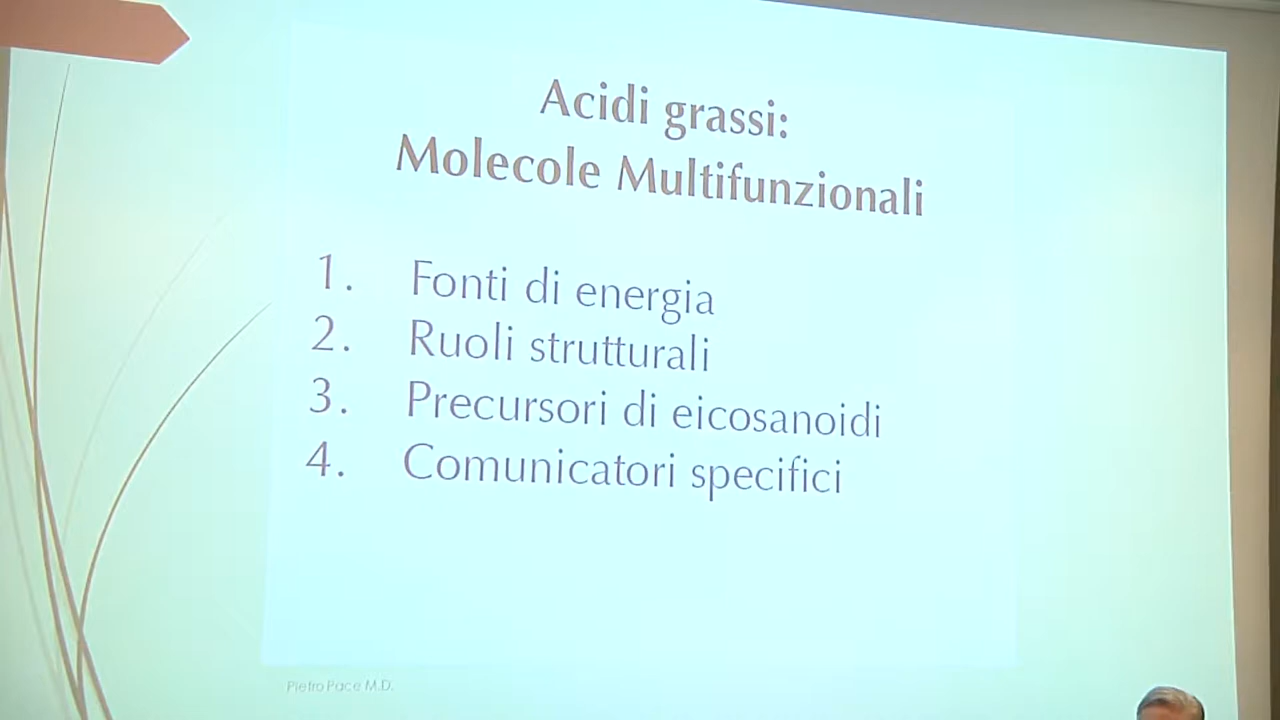 Acidi grassi:
Molecole Multifunzionali
1. Fonti di energia
2. Ruoli strutturali
3. Precursori di eicosanoidi
4. Comunicatori specifici
Pietro Pace M.D.